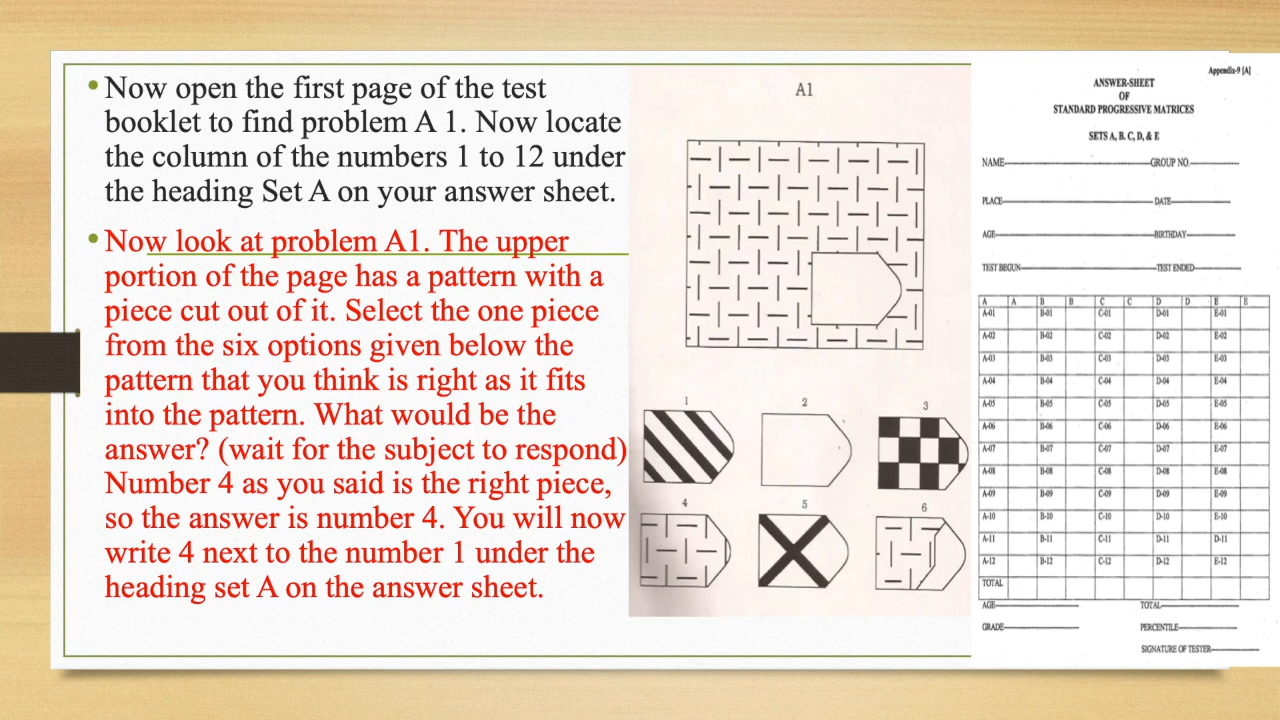 • Now open the first page of the test
booklet to find problem A 1. Now locate
the column of the numbers 1 to 12 under
the heading Set A on your answer sheet.
• Now look at problem A1. The upper
portion of the page has a pattern with a
piece cut out of it. Select the one piece
from the six options given below the
pattern that you think is right as it fits
into the pattern. What would be the
answer? (wait for the subject to respond)
Number 4 as you said is the right piece,
so the answer is number 4. You will now
write 4 next to the number 1 under the
heading set A on the answer sheet.
A1
1 2 3
4 5 6
Appendix-9 [A]
ANSWER-SHEET
OF
STANDARD PROGRESSIVE MATRICES
SETS A, B. C, D, & E
NAME GROUP NO.
PLACE DATE
AGE BIRTHDAY
TEST BEGUN TEST ENDED
A A B B C C D D E E
A-01 B-01 C-01 D-01 E-01
A-02 B-02 C-02 D-02 E-02
A-03 B-03 C-03 D-03 E-03
A-04 B-04 C-04 D-04 E-04
A-05 B-05 C-05 D-05 E-05
A-06 B-06 C-06 D-06 E-06
A-07 B-07 C-07 D-07 E-07
A-08 B-08 C-08 D-08 E-08
A-09 B-09 C-09 D-09 E-09
A-10 B-10 C-10 D-10 E-10
A-11 B-11 C-11 D-11 D-11
A-12 B-12 C-12 D-12 E-12
TOTAL
AGE TOTAL
GRADE PERCENTILE
SIGNATURE OF TESTER